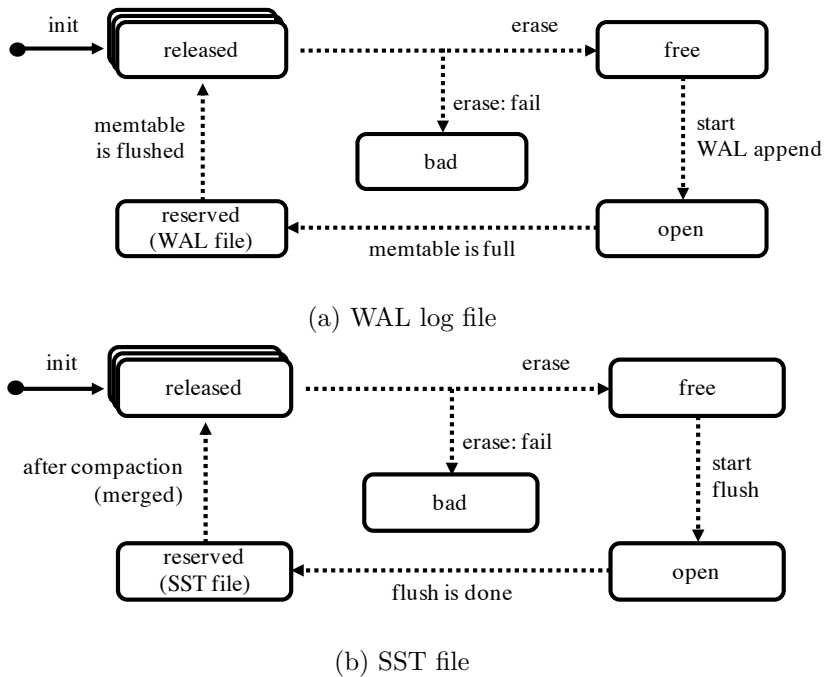 init
released
erase
free
erase: fail
memtable
is flushed
bad
start
WAL append
reserved
(WAL file)
memtable is full
open
(a) WAL log file
init
released
erase
free
erase: fail
after compaction
(merged)
bad
start
flush
reserved
(SST file)
flush is done
open
(b) SST file